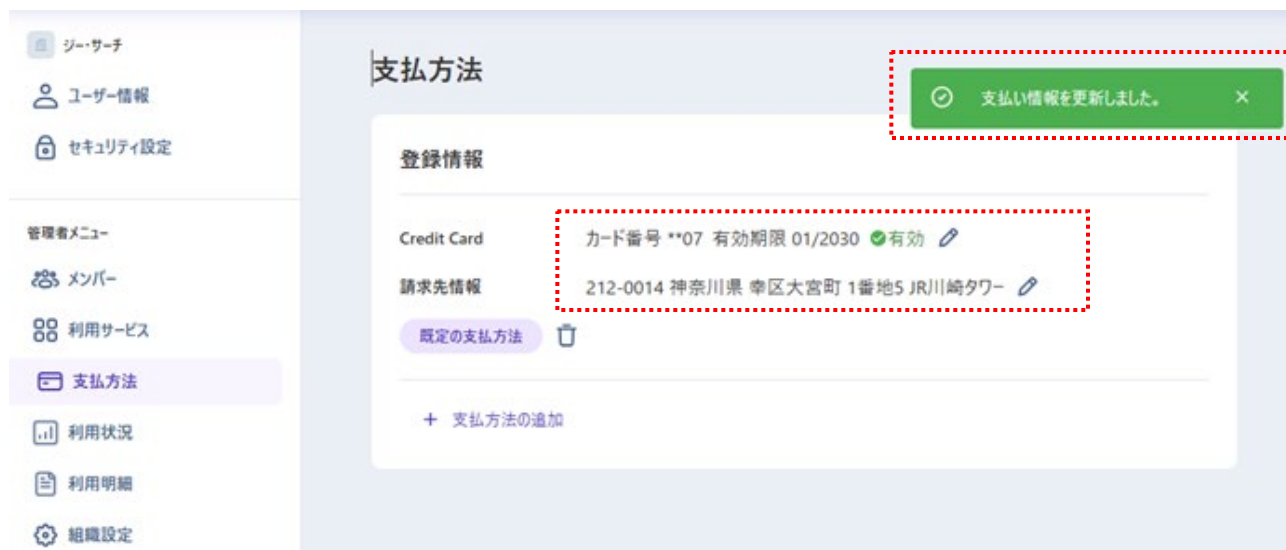 ジー・サーチ
ユーザー情報
セキュリティ設定
管理者メニュー
メンバー
利用サービス
支払方法
利用状況
利用明細
組織設定
支払方法
支払い情報を更新しました。
登録情報
Credit Card カード番号 **07 有効期限 01/2030 有効
請求先情報 212-0014 神奈川県 幸区大宮町 1番地5 JR川崎タワー
既定の支払方法
+ 支払方法の追加